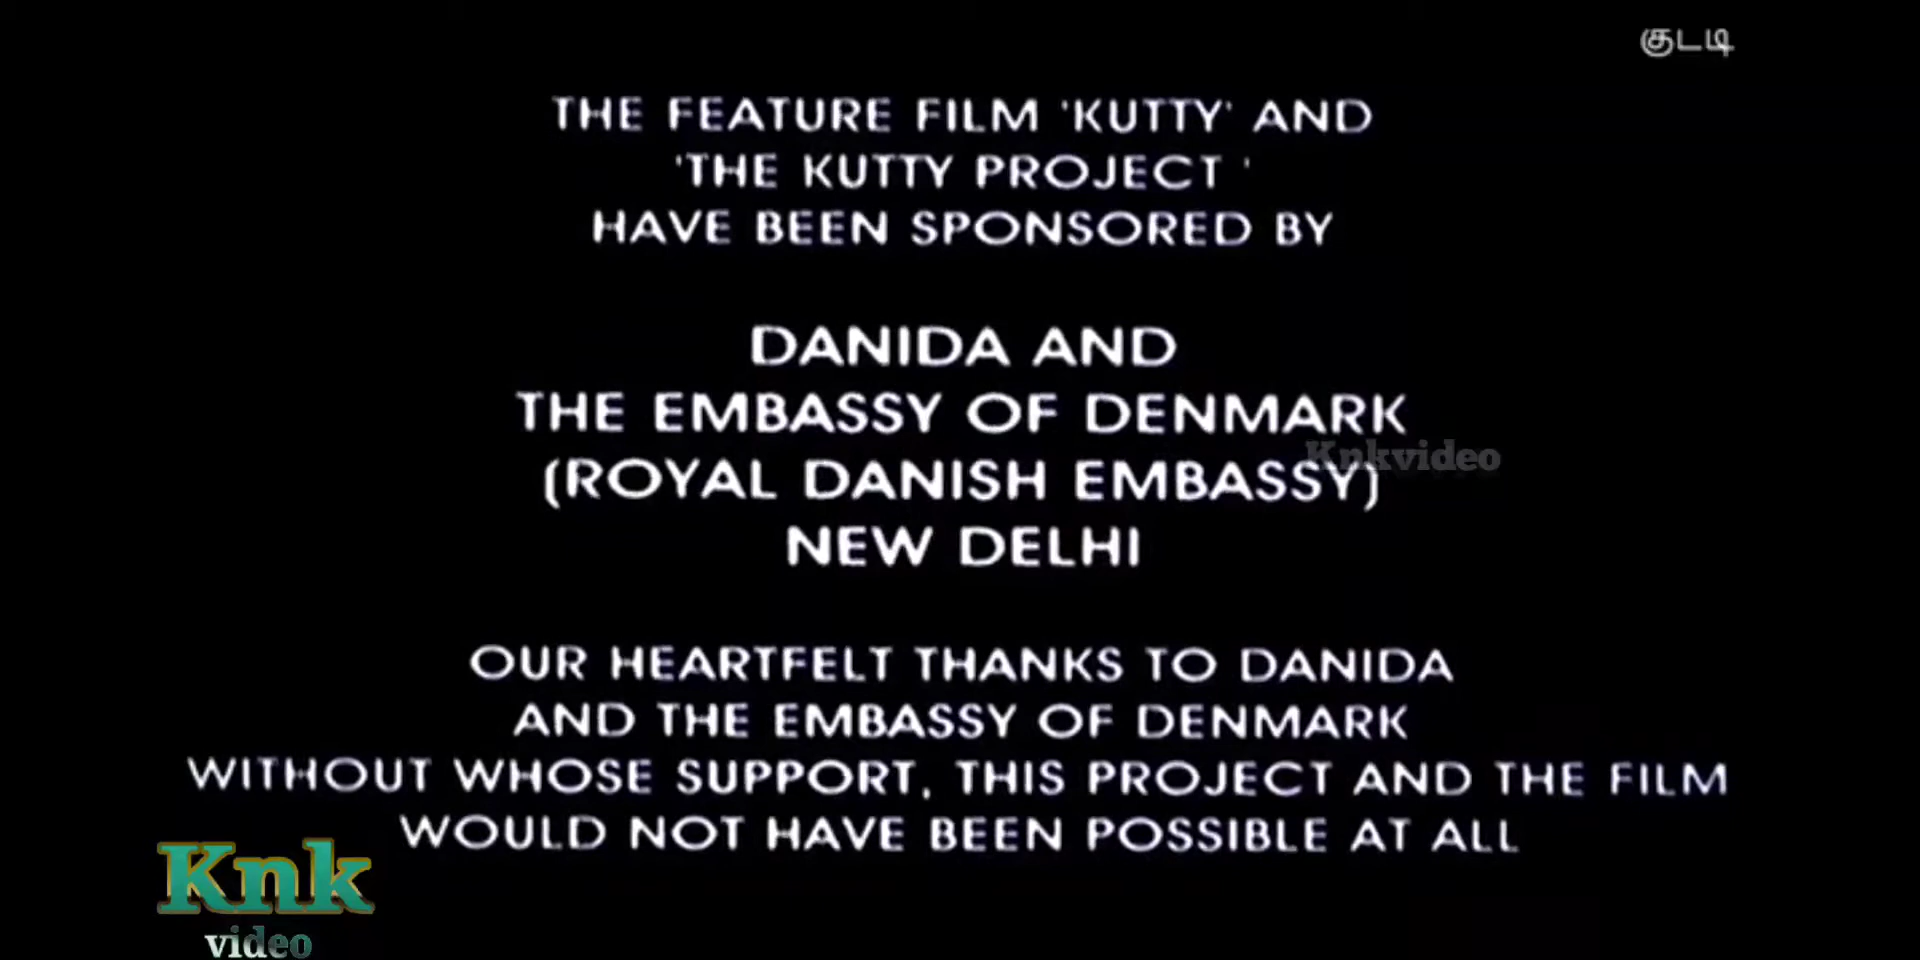 குட்டி
THE FEATURE FILM 'KUTTY' AND
'THE KUTTY PROJECT '
HAVE BEEN SPONSORED BY
DANIDA AND
THE EMBASSY OF DENMARK
Knkvideo
(ROYAL DANISH EMBASSY)
NEW DELHI
OUR HEARTFELT THANKS TO DANIDA
AND THE EMBASSY OF DENMARK
WITHOUT WHOSE SUPPORT, THIS PROJECT AND THE FILM
WOULD NOT HAVE BEEN POSSIBLE AT ALL
Knk
video